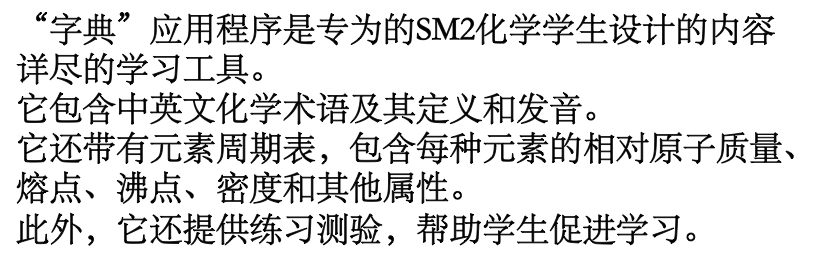 “字典”应用程序是专为的SM2化学学生设计的内容
详尽的学习工具。
它包含中英文化学术语及其定义和发音。
它还带有元素周期表，包含每种元素的相对原子质量、
熔点、沸点、密度和其他属性。
此外，它还提供练习测验，帮助学生促进学习。